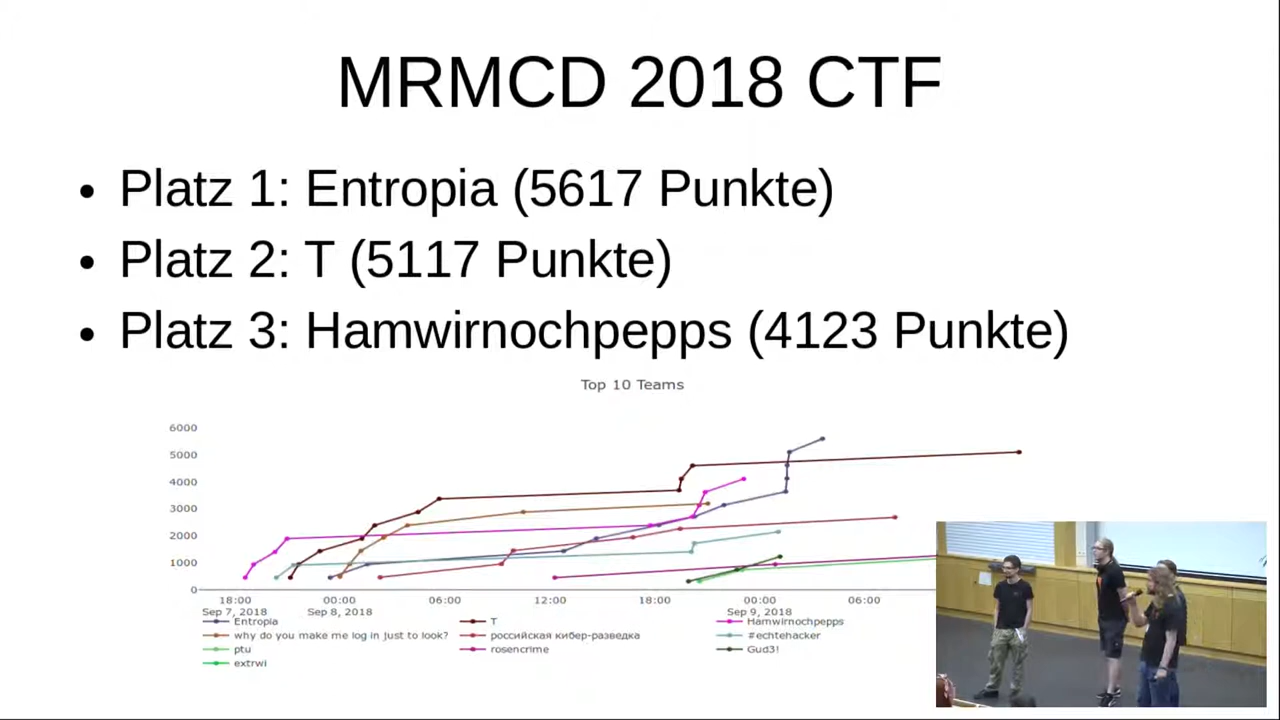 MRMCD 2018 CTF
• Platz 1: Entropia (5617 Punkte)
• Platz 2: T (5117 Punkte)
• Platz 3: Hamwirnochpepps (4123 Punkte)
Top 10 Teams
6000
5000
4000
3000
2000
1000
0
18:00 00:00 06:00 12:00 18:00 00:00 06:00
Sep 7, 2018 Sep 8, 2018 Sep 9, 2018
Entropia T Hamwirnochpepps
why do you make me log in just to look? российская кибер-разведка #echtehacker
ptu rosencrime Gud3!
extrwi